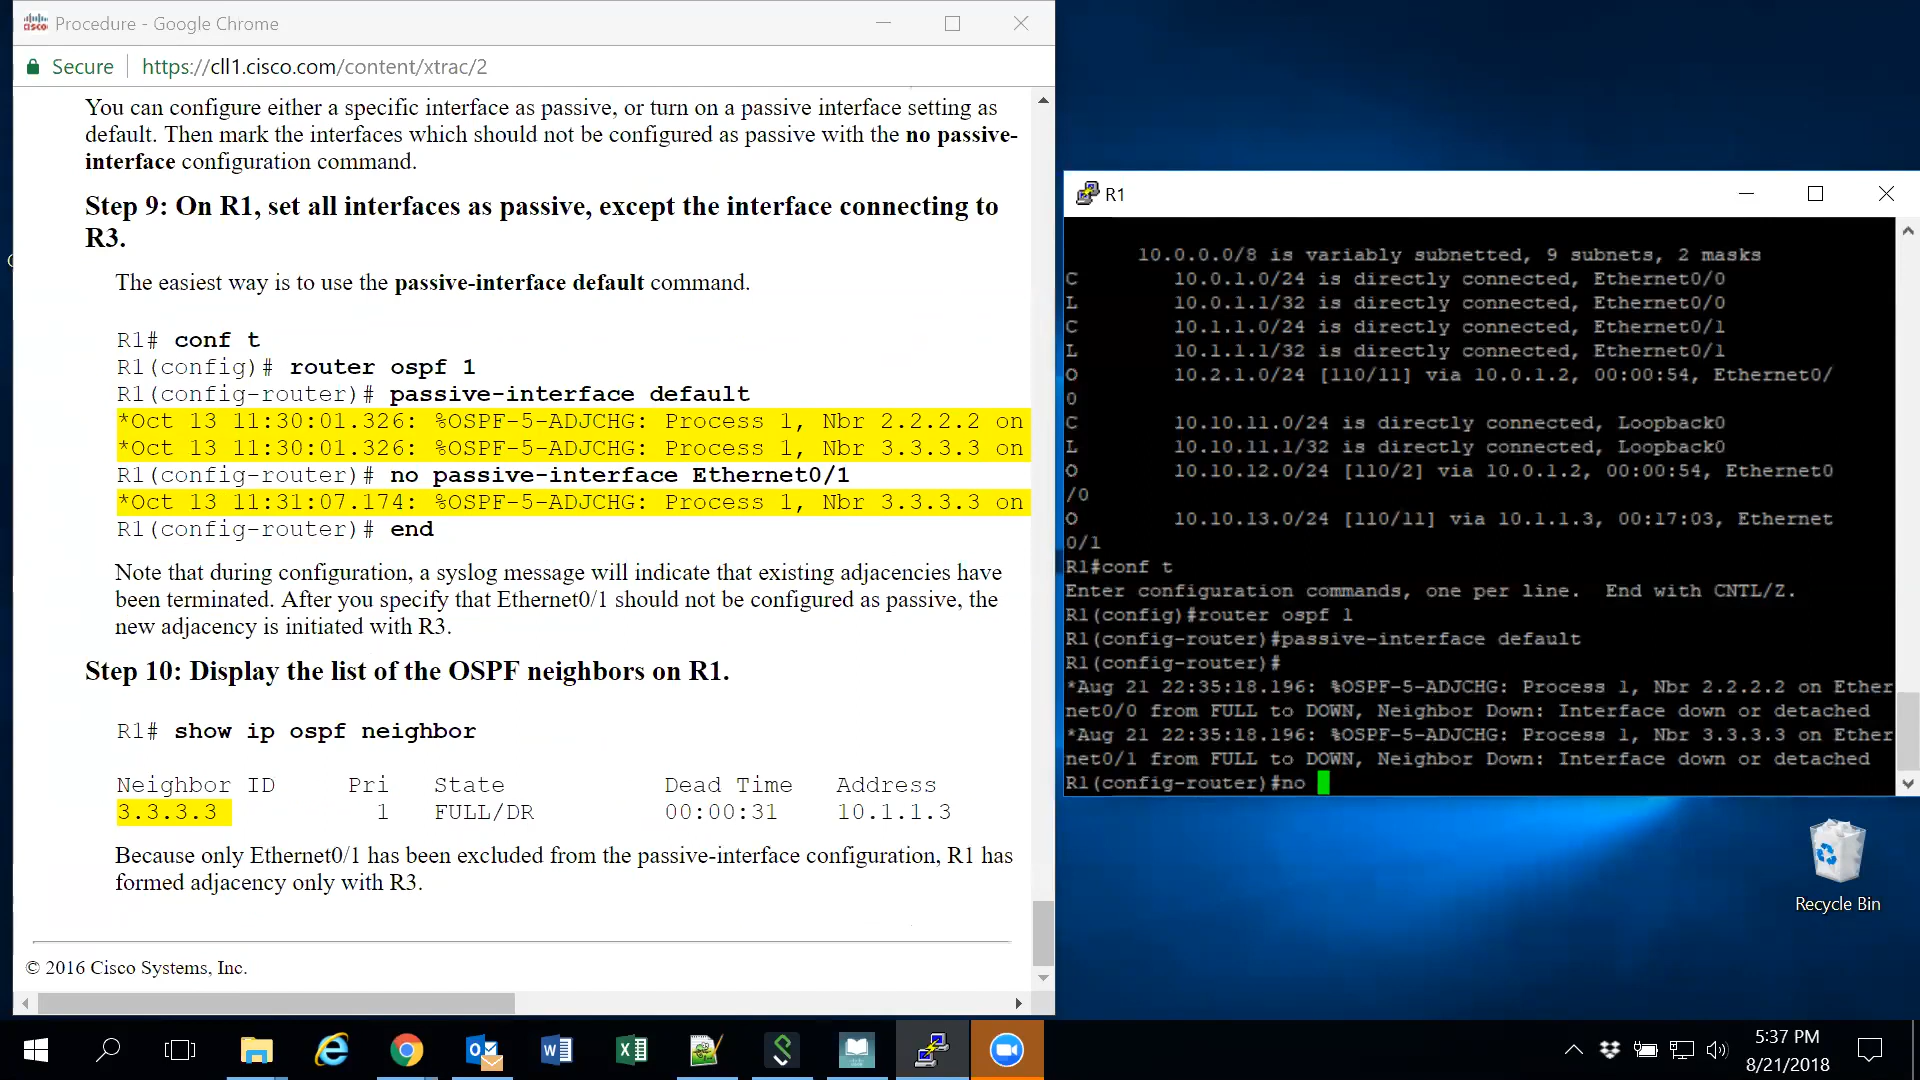 Procedure - Google Chrome
Secure
https://cll1.cisco.com/content/xtrac/2
You can configure either a specific interface as passive, or turn on a passive interface setting as
default. Then mark the interfaces which should not be configured as passive with the no passive-
interface configuration command.
Step 9: On R1, set all interfaces as passive, except the interface connecting to
R3.
The easiest way is to use the passive-interface default command.
R1# conf t
R1(config)# router ospf 1
R1(config-router)# passive-interface default
*Oct 13 11:30:01.326: %OSPF-5-ADJCHG: Process 1, Nbr 2.2.2.2 on
*Oct 13 11:30:01.326: %OSPF-5-ADJCHG: Process 1, Nbr 3.3.3.3 on
R1(config-router)# no passive-interface Ethernet0/1
*Oct 13 11:31:07.174: %OSPF-5-ADJCHG: Process 1, Nbr 3.3.3.3 on
R1(config-router)# end
Note that during configuration, a syslog message will indicate that existing adjacencies have
been terminated. After you specify that Ethernet0/1 should not be configured as passive, the
new adjacency is initiated with R3.
Step 10: Display the list of the OSPF neighbors on R1.
R1# show ip ospf neighbor
Neighbor ID Pri State Dead Time Address
3.3.3.3 1 FULL/DR 00:00:31 10.1.1.3
Because only Ethernet0/1 has been excluded from the passive-interface configuration, R1 has
formed adjacency only with R3.
© 2016 Cisco Systems, Inc.
R1
10.0.0.0/8 is variably subnetted, 9 subnets, 2 masks
C 10.0.1.0/24 is directly connected, Ethernet0/0
L 10.0.1.1/32 is directly connected, Ethernet0/0
C 10.1.1.0/24 is directly connected, Ethernet0/1
L 10.1.1.1/32 is directly connected, Ethernet0/1
O 10.2.1.0/24 [110/11] via 10.0.1.2, 00:00:54, Ethernet0/
0
C 10.10.11.0/24 is directly connected, Loopback0
L 10.10.11.1/32 is directly connected, Loopback0
O 10.10.12.0/24 [110/2] via 10.0.1.2, 00:00:54, Ethernet0
/0
O 10.10.13.0/24 [110/11] via 10.1.1.3, 00:17:03, Ethernet
0/1
R1#conf t
Enter configuration commands, one per line. End with CNTL/Z.
R1(config)#router ospf 1
R1(config-router)#passive-interface default
R1(config-router)#
*Aug 21 22:35:18.196: %OSPF-5-ADJCHG: Process 1, Nbr 2.2.2.2 on Ether
net0/0 from FULL to DOWN, Neighbor Down: Interface down or detached
*Aug 21 22:35:18.196: %OSPF-5-ADJCHG: Process 1, Nbr 3.3.3.3 on Ether
net0/1 from FULL to DOWN, Neighbor Down: Interface down or detached
R1(config-router)#no
Recycle Bin
5:37 PM
8/21/2018